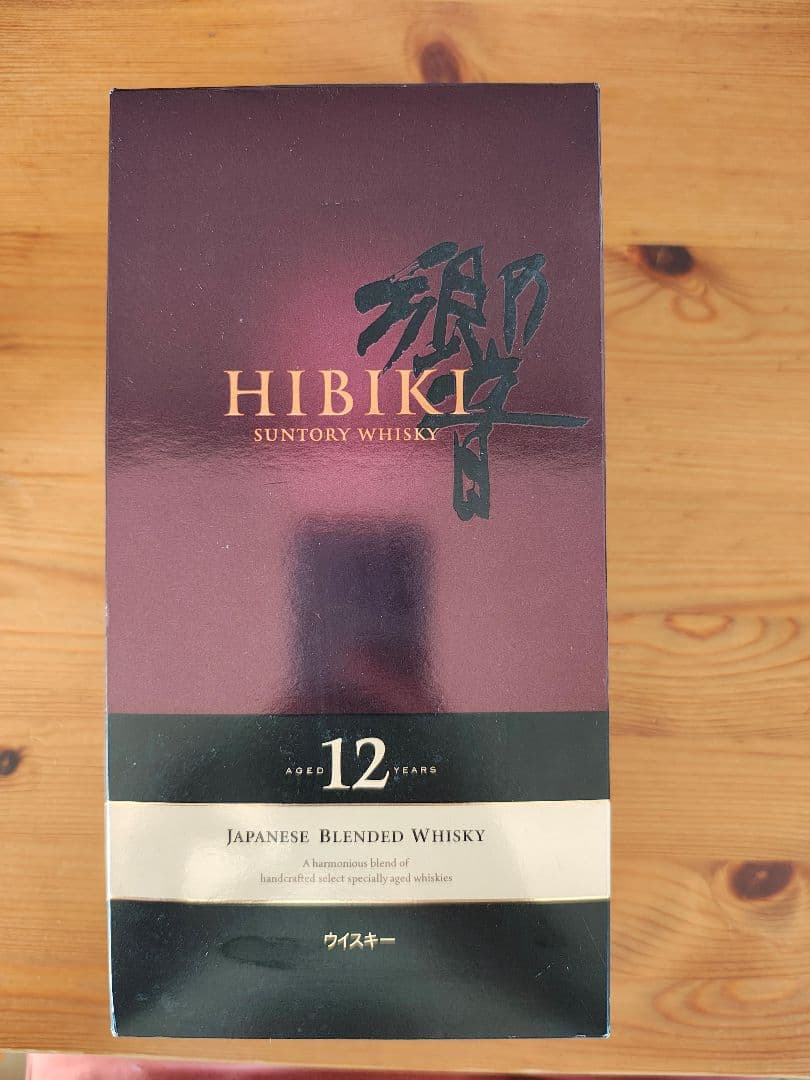 響
HIBIKI
SUNTORY WHISKY
AGED 12 YEARS
JAPANESE BLENDED WHISKY
A harmonious blend of
handcrafted select specially aged whiskies
ウイスキー